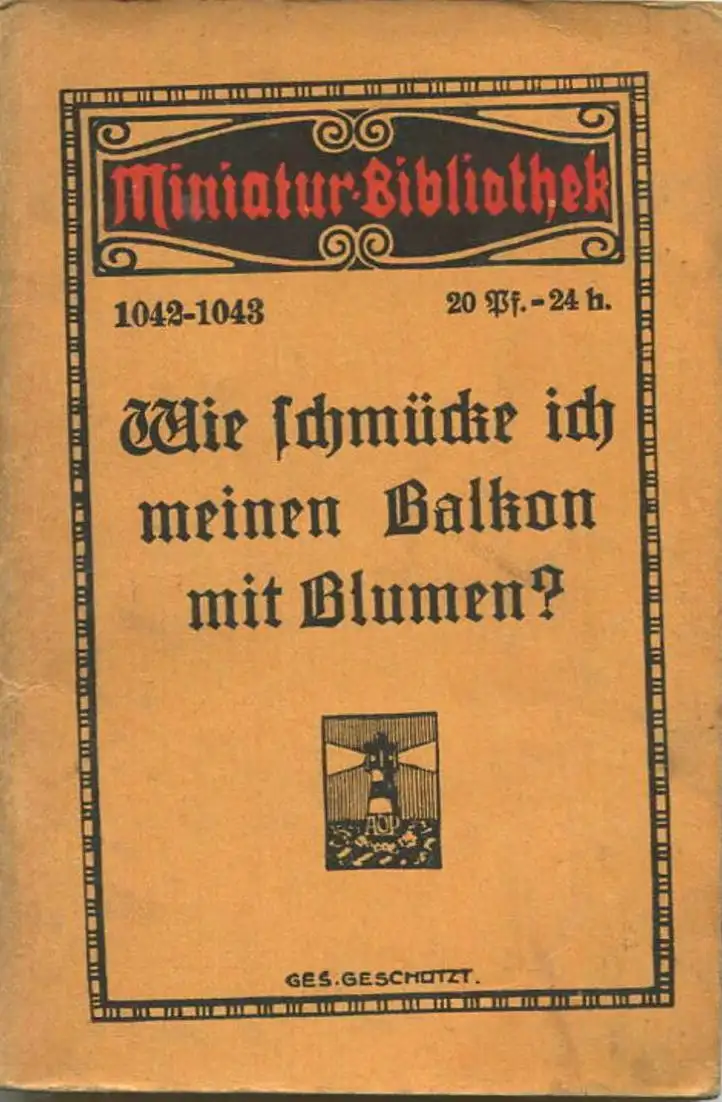 Miniatur-Bibliothek
1042-1043
20 Pf.-24 h.
Wie schmücke ich
meinen Balkon
mit Blumen?
AOP
GES. GESCHÜTZT.